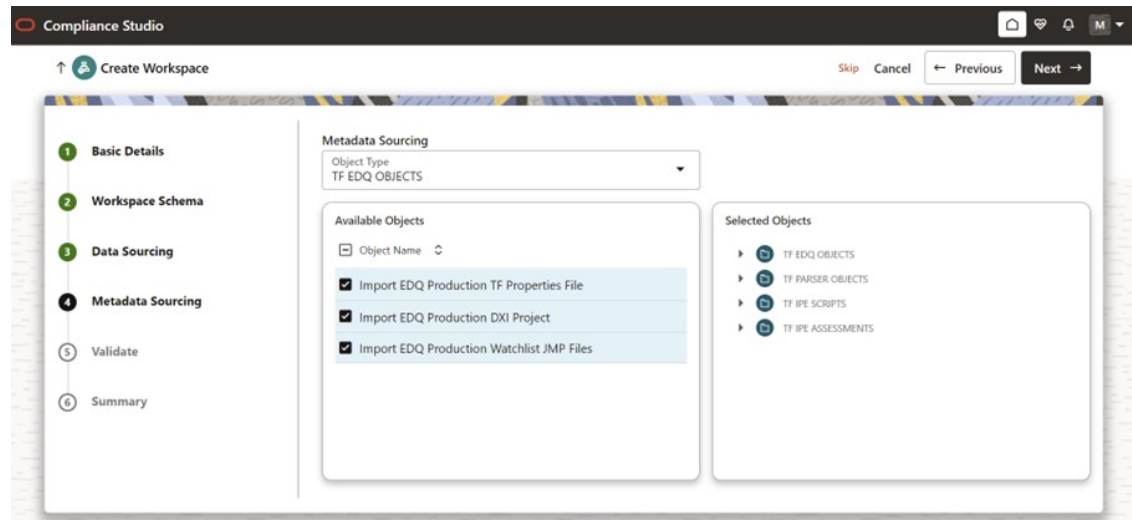 Compliance Studio
M
Create Workspace
Skip Cancel ← Previous Next →
1 Basic Details
2 Workspace Schema
3 Data Sourcing
4 Metadata Sourcing
5 Validate
6 Summary
Metadata Sourcing
Object Type
TF EDQ OBJECTS
Available Objects
Object Name
Import EDQ Production TF Properties File
Import EDQ Production DXI Project
Import EDQ Production Watchlist JMP Files
Selected Objects
TF EDQ OBJECTS
TF PARSER OBJECTS
TF IPE SCRIPTS
TF IPE ASSESSMENTS